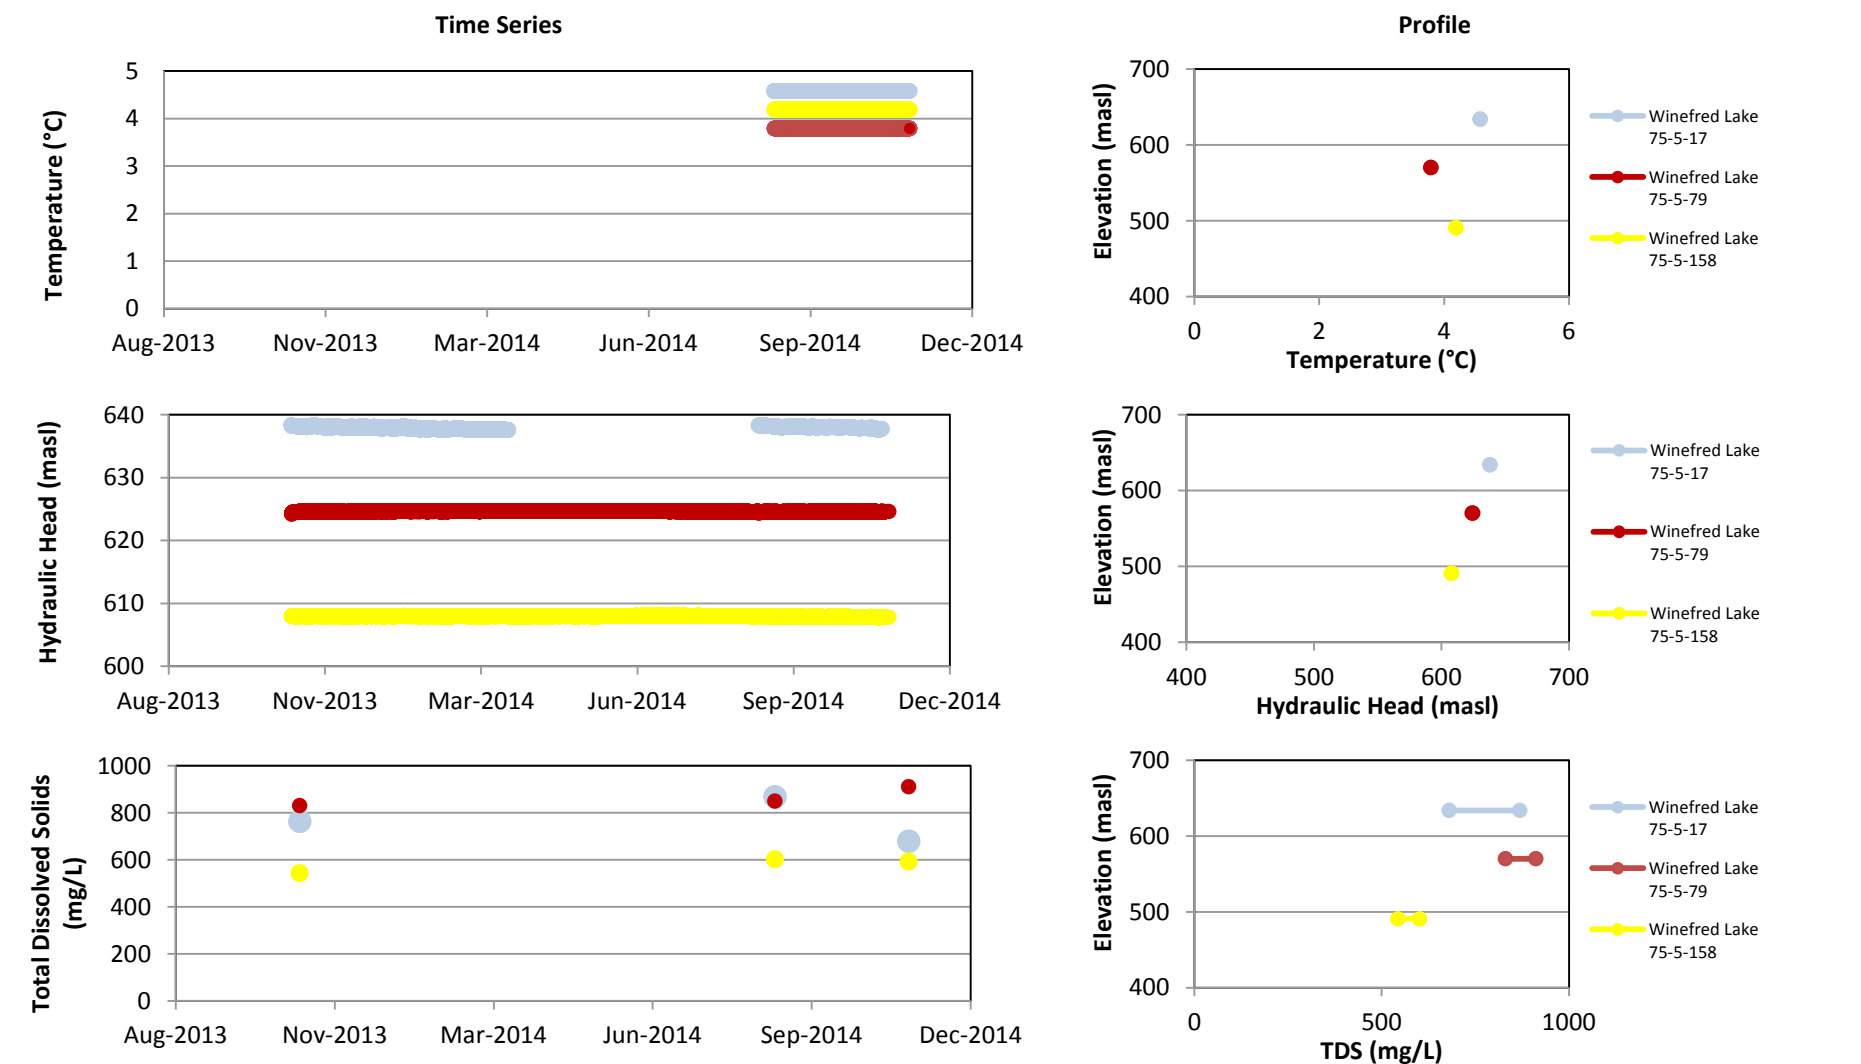 Time Series
Profile
Temperature (°C)
5
4
3
2
1
0
Aug-2013 Nov-2013 Mar-2014 Jun-2014 Sep-2014 Dec-2014
Elevation (masl)
700
600
500
400
0 2 4 6
Temperature (°C)
Winefred Lake
75-5-17
Winefred Lake
75-5-79
Winefred Lake
75-5-158
Hydraulic Head (masl)
640
630
620
610
600
Aug-2013 Nov-2013 Mar-2014 Jun-2014 Sep-2014 Dec-2014
Elevation (masl)
700
600
500
400
400 500 600 700
Hydraulic Head (masl)
Winefred Lake
75-5-17
Winefred Lake
75-5-79
Winefred Lake
75-5-158
Total Dissolved Solids
(mg/L)
1000
800
600
400
200
0
Aug-2013 Nov-2013 Mar-2014 Jun-2014 Sep-2014 Dec-2014
Elevation (masl)
700
600
500
400
0 500 1000
TDS (mg/L)
Winefred Lake
75-5-17
Winefred Lake
75-5-79
Winefred Lake
75-5-158